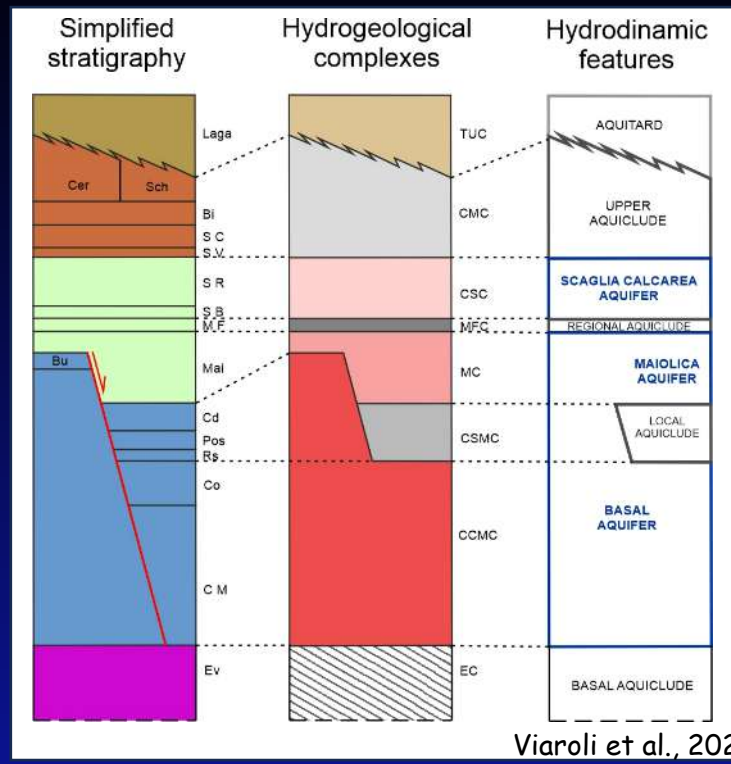 Simplified
stratigraphy
Laga
Cer
Sch
Bi
S C
S V
S R
S B
M F
Bu
Mai
Cd
Pos
Rs
Co
C M
Ev
Hydrogeological
complexes
TUC
CMC
CSC
MFC
MC
CSMC
CCMC
EC
Hydrodinamic
features
AQUITARD
UPPER
AQUICLUDE
SCAGLIA CALCAREA
AQUIFER
REGIONAL AQUICLUDE
MAIOLICA
AQUIFER
LOCAL
AQUICLUDE
BASAL
AQUIFER
BASAL AQUICLUDE
Viaroli et al., 202